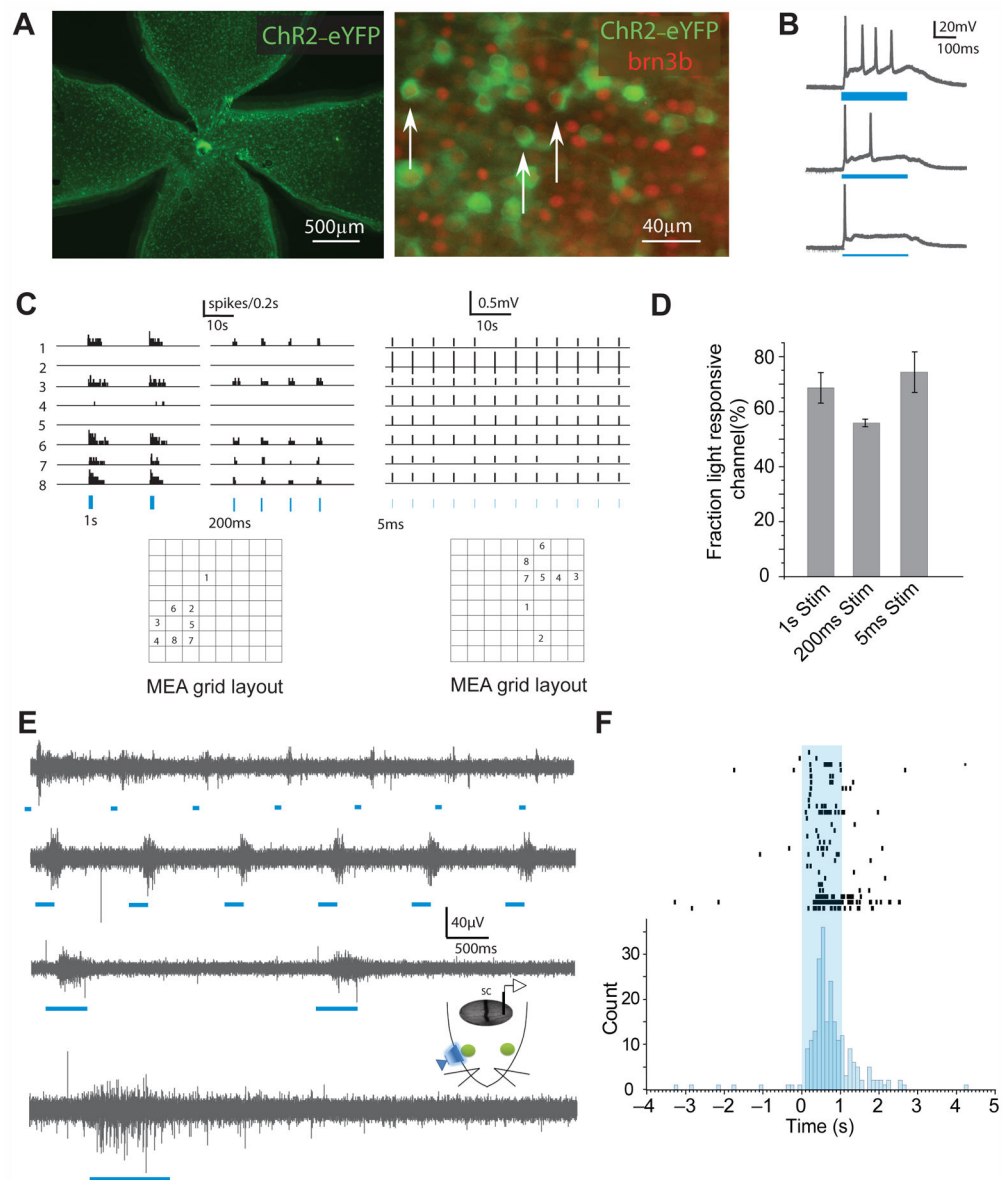 A
ChR2-eYFP
500μm
ChR2-eYFP
brn3b
40μm
B
20mV
100ms
C
spikes/0.2s
10s
0.5mV
10s
1
2
3
4
5
6
7
8
1s
200ms
5ms
1
6 2
3 5
4 8 7
MEA grid layout
6
8
7 5 4 3
1
2
MEA grid layout
D
Fraction light responsive
channel(%)
80
60
40
20
0
1s Stim
200ms Stim
5ms Stim
E
40μV
500ms
SC
F
Count
30
20
10
0
−4 −3 −2 −1 0 1 2 3 4 5
Time (s)